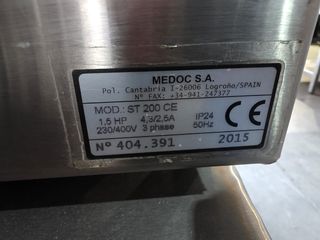 MEDOC S.A.
Pol. Cantabria I-26006 Logroño/SPAIN
Nº FAX: +34-941-247377
MOD.: ST 200 CE
1,5 HP 4,3/2,5A IP24
230/400V 3 phase 50Hz
CE
Nº 404.391 2015